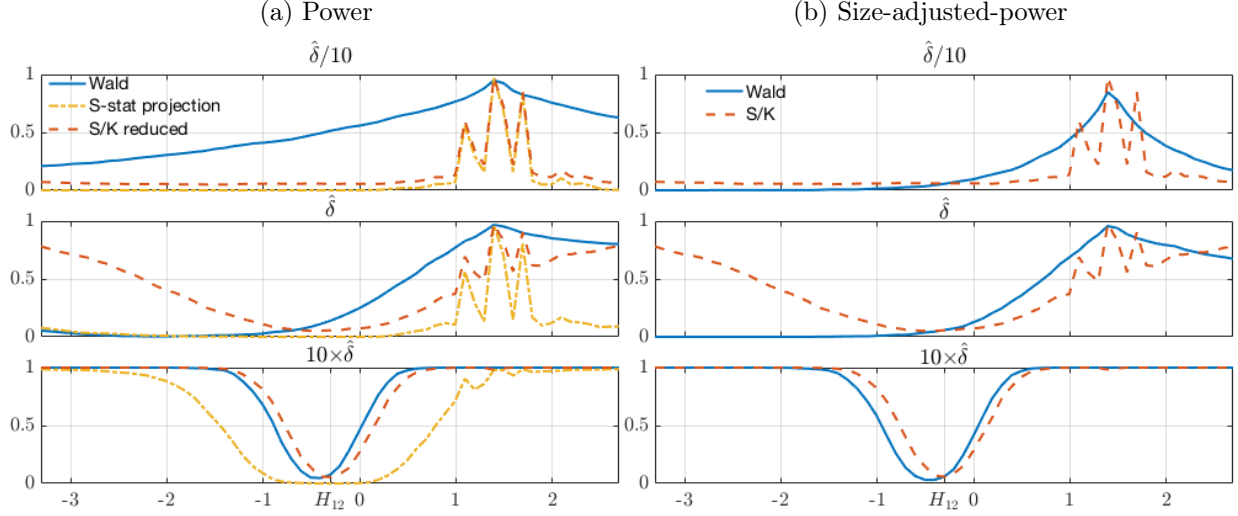 (a) Power
(b) Size-adjusted-power
δ̂/10
1
Wald
S-stat projection
S/K reduced
0.5
0
δ̂
1
0.5
0
10×δ̂
1
0.5
0
-3 -2 -1 H₁₂ 0 1 2
δ̂/10
1
Wald
S/K
0.5
0
δ̂
1
0.5
0
10×δ̂
1
0.5
0
-3 -2 -1 H₁₂ 0 1 2